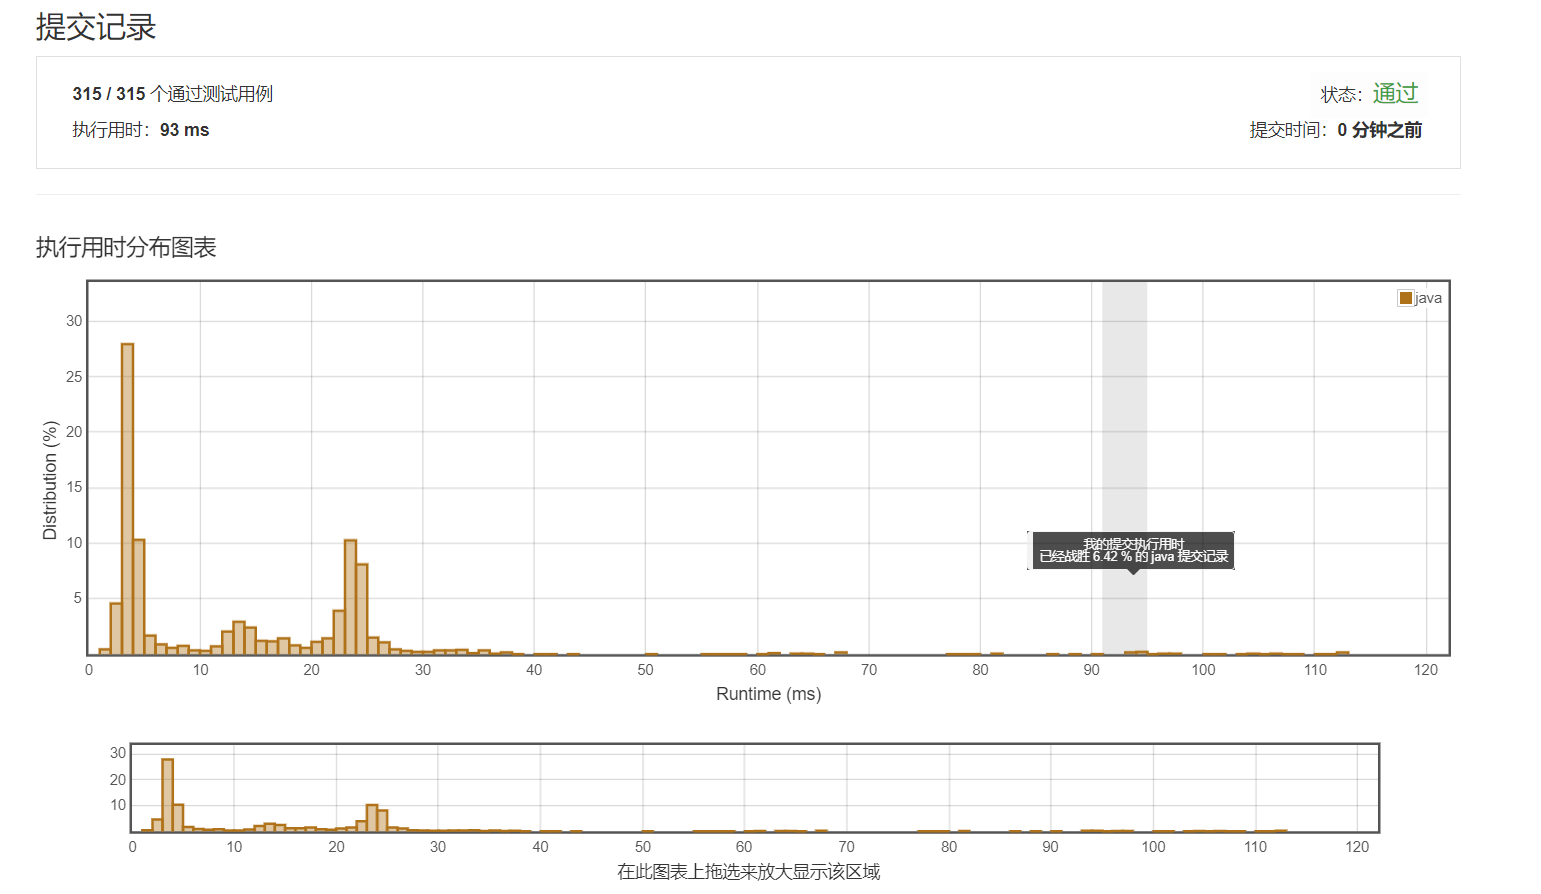 提交记录
315 / 315 个通过测试用例
状态：通过
执行用时：93 ms
提交时间：0 分钟之前
执行用时分布图表
java
30
25
20
15
10
5
Distribution (%)
我的提交执行用时
已经战胜 6.42 % 的 java 提交记录
0 10 20 30 40 50 60 70 80 90 100 110 120
Runtime (ms)
30
20
10
0 10 20 30 40 50 60 70 80 90 100 110 120
在此图表上拖选来放大显示该区域